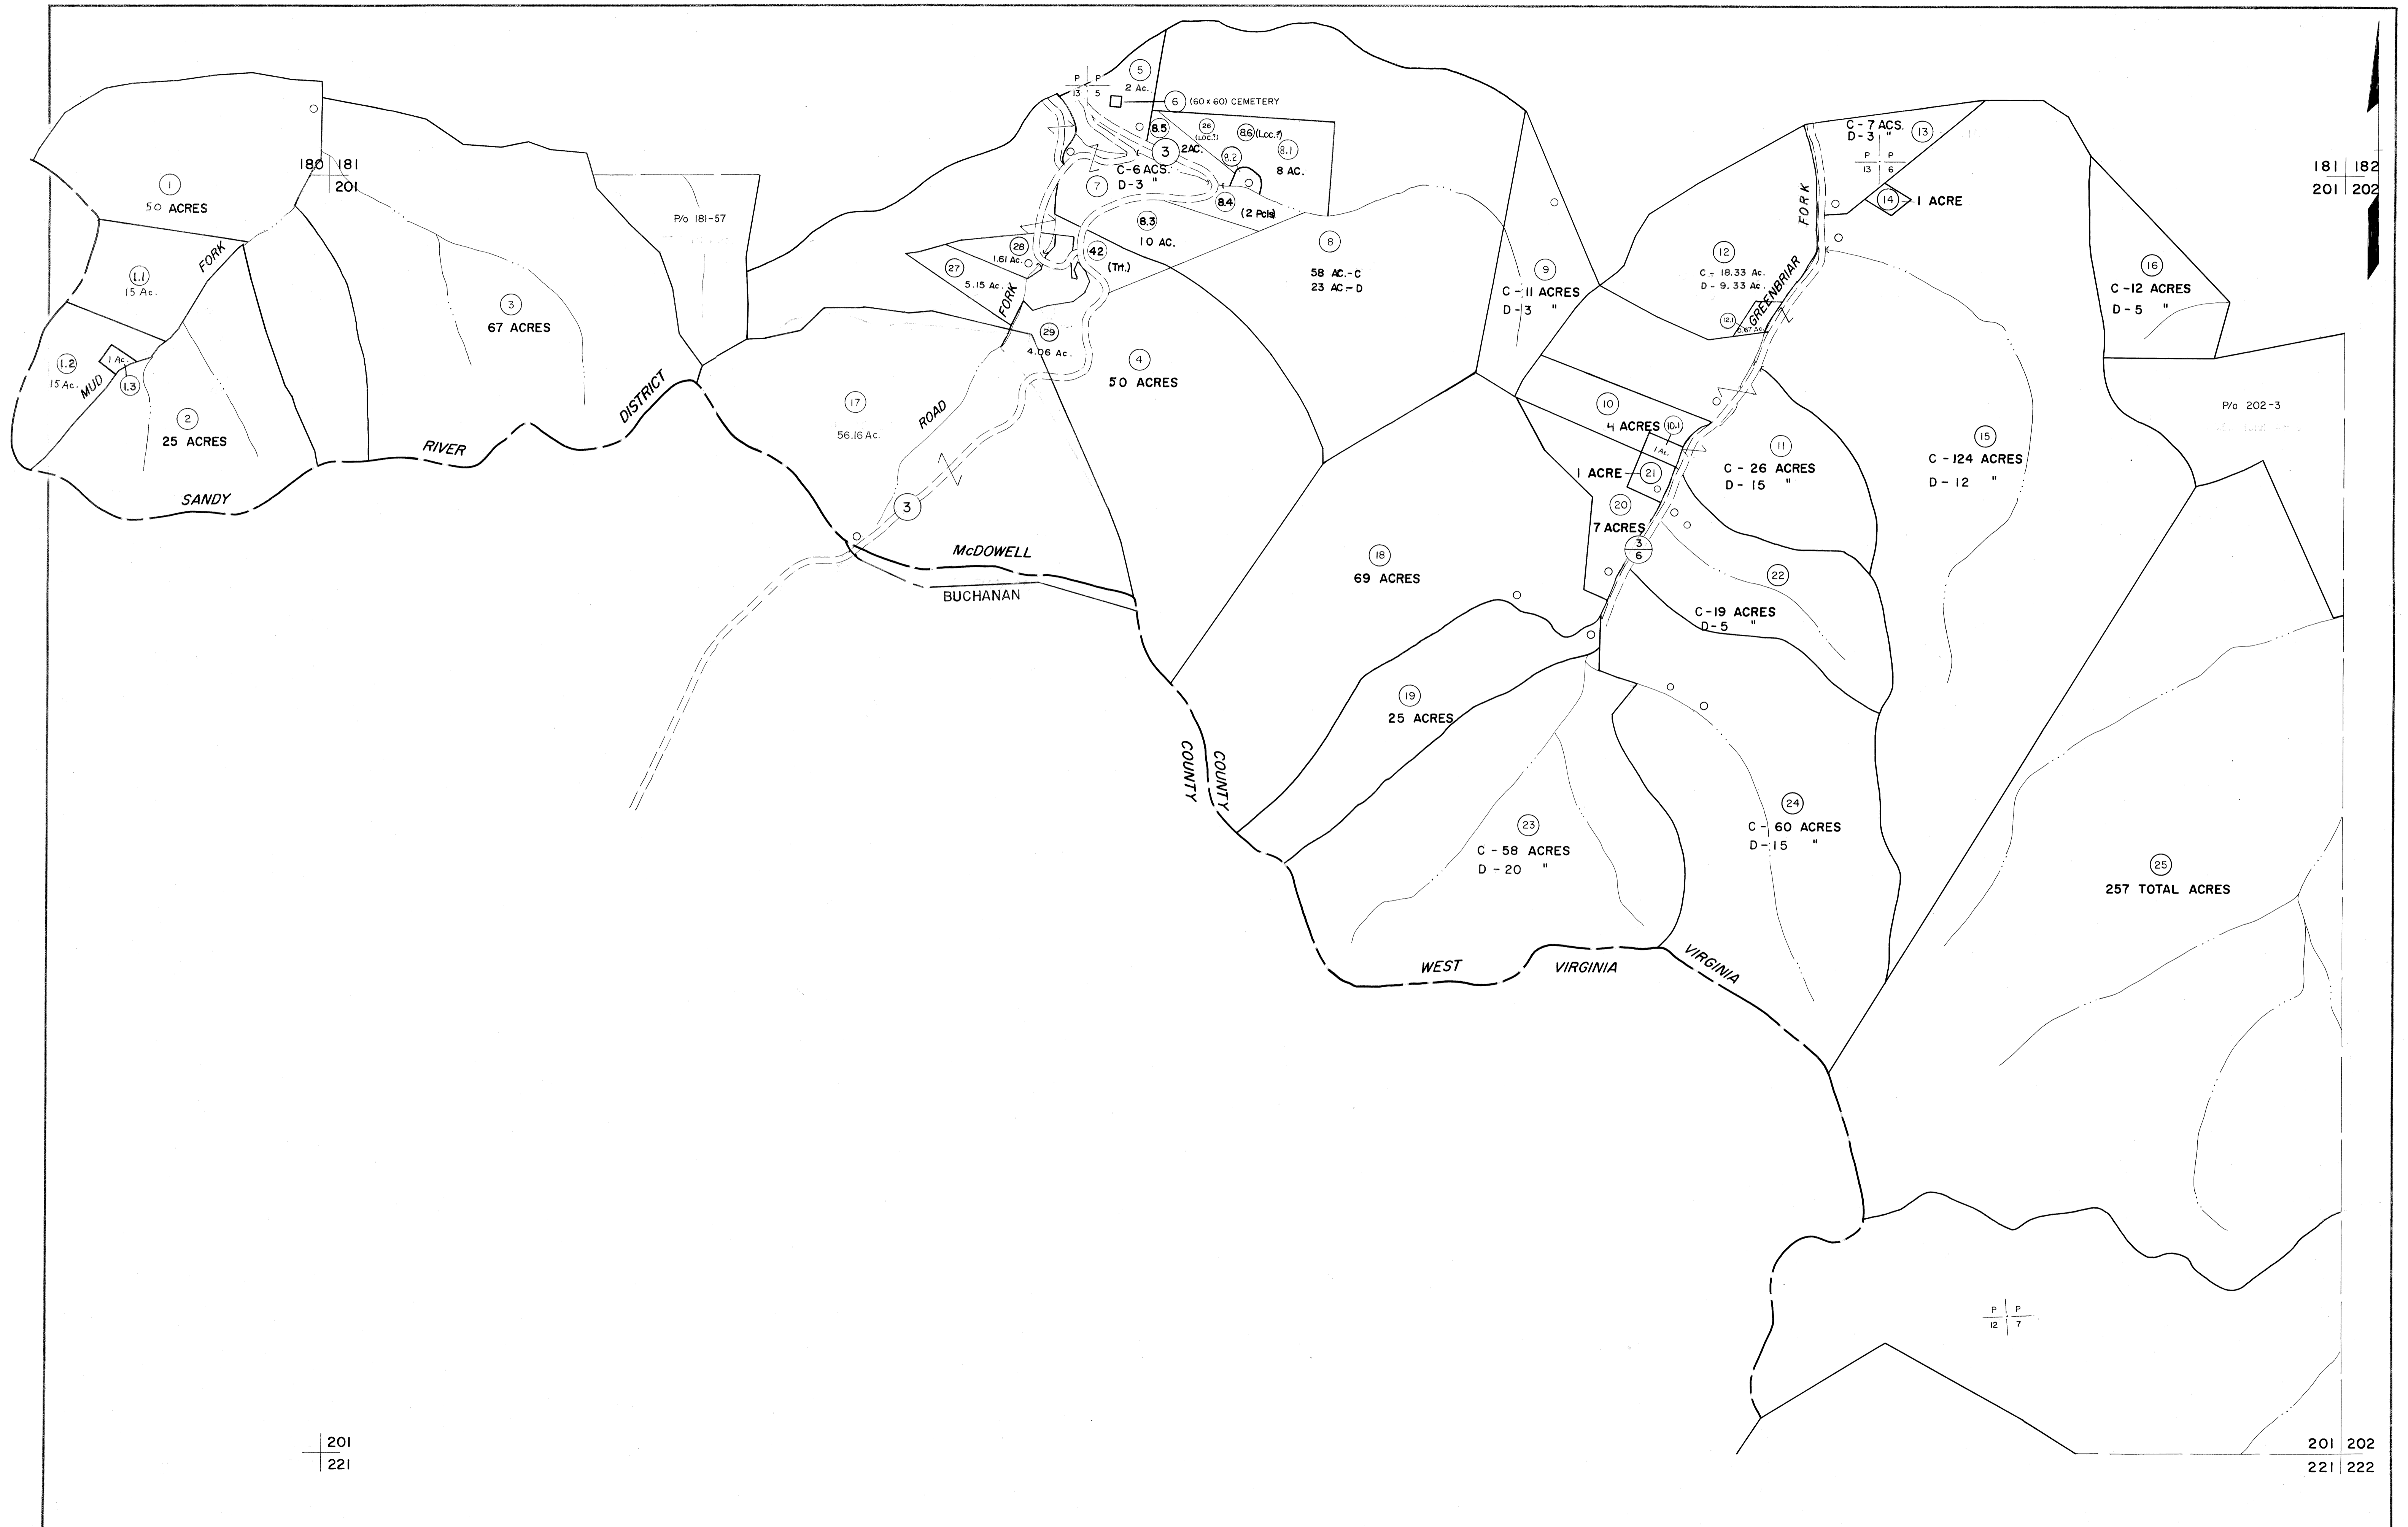 180 181
201
1
50 ACRES
1.1
15 Ac.
FORK
1.2
15 Ac.
1 Ac.
1.3
MUD
2
25 ACRES
SANDY
3
67 ACRES
RIVER
DISTRICT
P/o 181-57
P P
13 5
5
2 Ac.
6 (60 x 60) CEMETERY
8.5
26
(LOC.?)
8.6 (Loc.?)
8.1
8 AC.
3 2AC.
8.2
7
C-6 ACS.
D-3 "
8.4
(2 Pcls)
8.3
10 AC.
28
1.61 Ac.
27
5.15 Ac.
42
(Trt.)
FORK
29
4.06 Ac.
4
50 ACRES
17
56.16 Ac.
ROAD
3
McDOWELL
BUCHANAN
8
58 AC.-C
23 AC.-D
9
C-11 ACRES
D-3 "
12
C - 18.33 Ac.
D - 9.33 Ac.
12.1
0.67 Ac.
GREENBRIAR
FORK
C-7 ACS.
D-3 "
13
P P
13 6
14
1 ACRE
181 182
201 202
16
C-12 ACRES
D-5 "
P/o 202-3
10
4 ACRES
10.1
1 Ac.
1 ACRE
21
11
C - 26 ACRES
D - 15 "
15
C - 124 ACRES
D - 12 "
20
7 ACRES
3
6
18
69 ACRES
22
C-19 ACRES
D-5 "
19
25 ACRES
COUNTY
COUNTY
23
C - 58 ACRES
D - 20 "
24
C - 60 ACRES
D - 15 "
25
257 TOTAL ACRES
WEST
VIRGINIA
VIRGINIA
P P
12 7
201
221
201 202
221 222